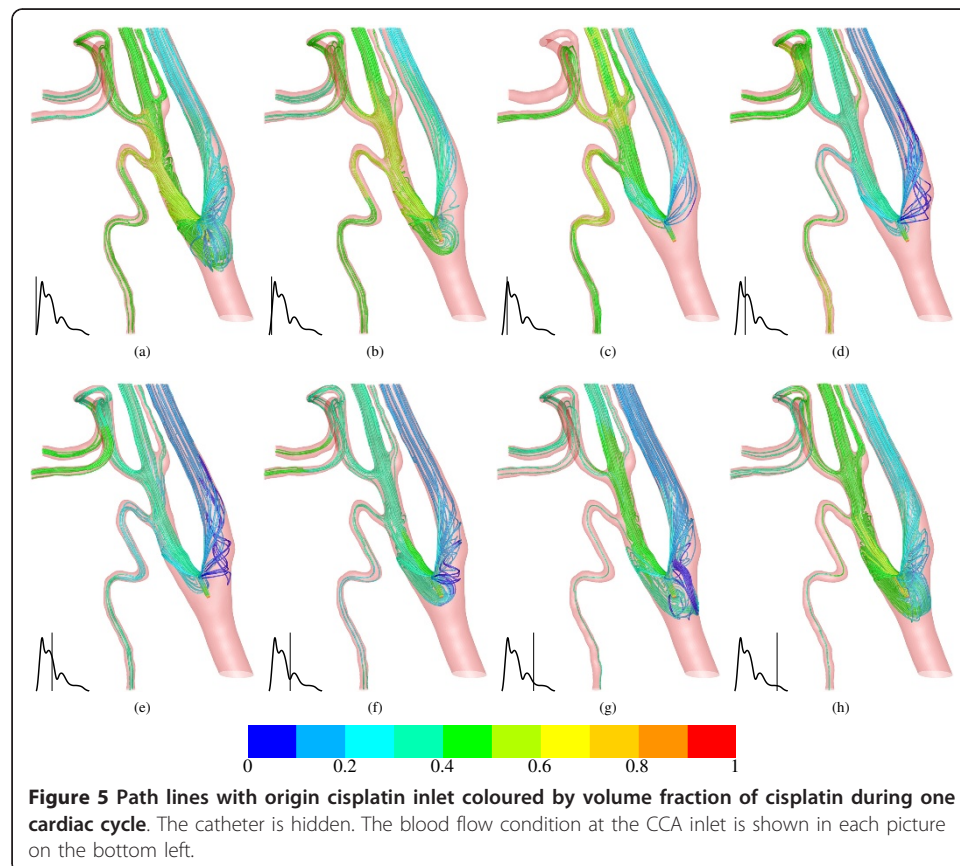 (a) (b) (c) (d)
(e) (f) (g) (h)
0 0.2 0.4 0.6 0.8 1
Figure 5 Path lines with origin cisplatin inlet coloured by volume fraction of cisplatin during one
cardiac cycle. The catheter is hidden. The blood flow condition at the CCA inlet is shown in each picture
on the bottom left.